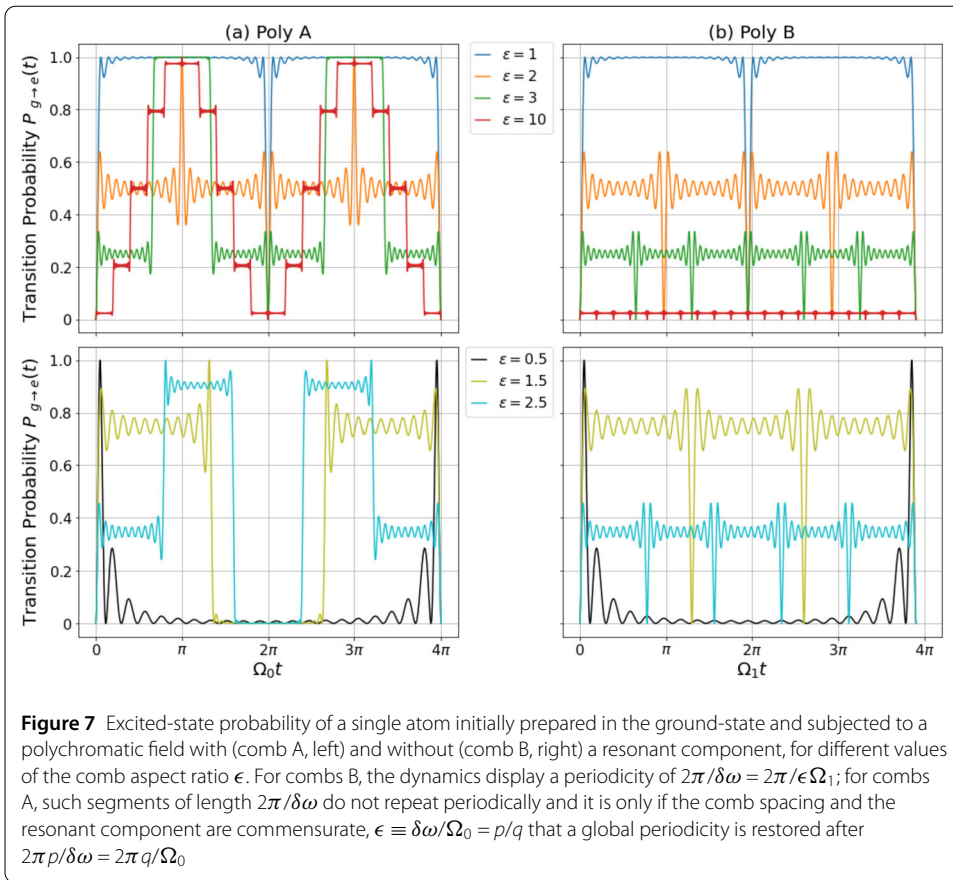 (a) Poly A
(b) Poly B
Transition Probability P g→e(t)
1.0
0.8
0.6
0.4
0.2
0
ε = 1
ε = 2
ε = 3
ε = 10
Transition Probability P g→e(t)
1.0
0.8
0.6
0.4
0.2
0
ε = 0.5
ε = 1.5
ε = 2.5
0 π 2π 3π 4π
Ω₀t
0 π 2π 3π 4π
Ω₁t
Figure 7 Excited-state probability of a single atom initially prepared in the ground-state and subjected to a
polychromatic field with (comb A, left) and without (comb B, right) a resonant component, for different values
of the comb aspect ratio ϵ. For combs B, the dynamics display a periodicity of 2π/δω = 2π/ϵΩ₁; for combs
A, such segments of length 2π/δω do not repeat periodically and it is only if the comb spacing and the
resonant component are commensurate, ϵ ≡ δω/Ω₀ = p/q that a global periodicity is restored after
2πp/δω = 2πq/Ω₀